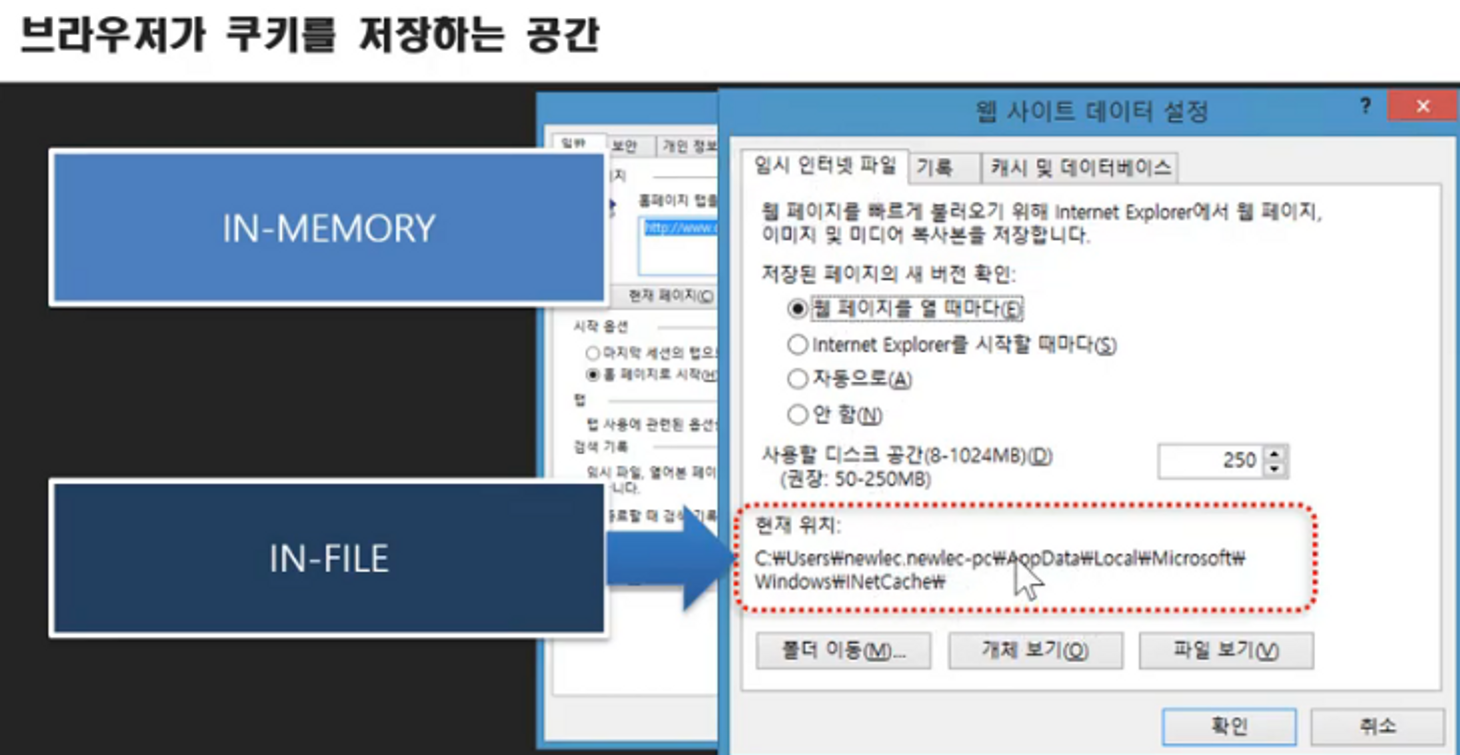 브라우저가 쿠키를 저장하는 공간
IN-MEMORY
IN-FILE
일반 보안 개인 정보
홈페이지 탭을
http://www.
현재 페이지(C)
시작 옵션
마지막 세션의 탭으
홈 페이지로 시작(H)
탭
탭 사용에 관련된 옵션
검색 기록
임시 파일, 열어본 페이
니다.
종료할 때 검색 기록
웹 사이트 데이터 설정
임시 인터넷 파일 기록 캐시 및 데이터베이스
웹 페이지를 빠르게 불러오기 위해 Internet Explorer에서 웹 페이지,
이미지 및 미디어 복사본을 저장합니다.
저장된 페이지의 새 버전 확인:
웹 페이지를 열 때마다(E)
Internet Explorer를 시작할 때마다(S)
자동으로(A)
안 함(N)
사용할 디스크 공간(8-1024MB)(D) 250
(권장: 50-250MB)
현재 위치:
C:₩Users₩newlec.newlec-pc₩AppData₩Local₩Microsoft₩
Windows₩INetCache₩
폴더 이동(M)... 개체 보기(O) 파일 보기(V)
확인 취소